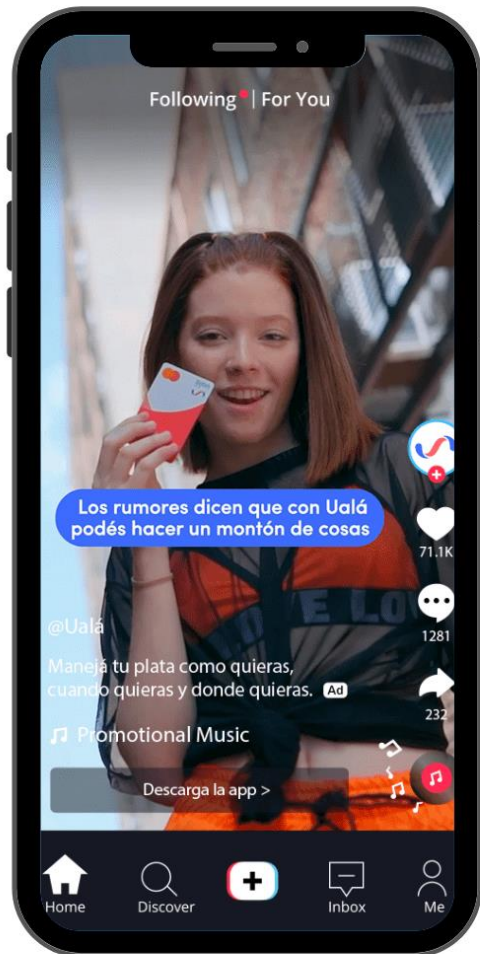 Following | For You
Los rumores dicen que con Ualá
podés hacer un montón de cosas
71.1K
1281
232
@Ualá
Manejá tu plata como quieras,
cuando quieras y donde quieras. Ad
Promotional Music
Descarga la app >
Home
Discover
Inbox
Me